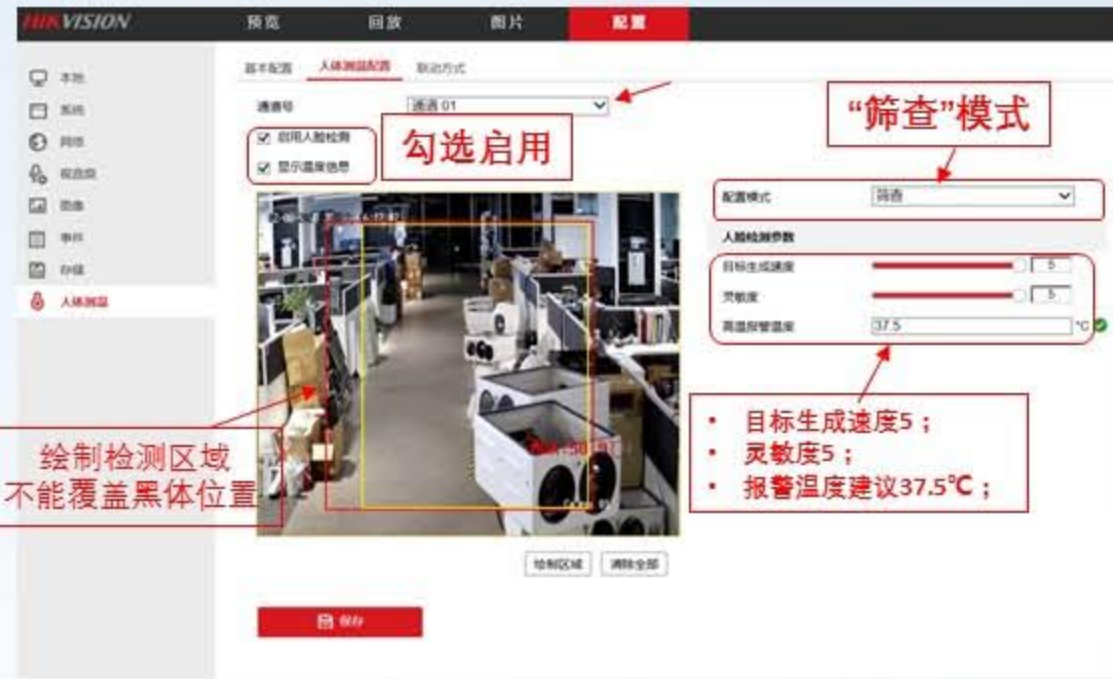 HIKVISION
预览
回放
图片
配置
本地
系统
网络
视音频
图像
事件
存储
人体测温
基本配置
人体测温配置
联动方式
通道号
通道 01
启用人脸检测
显示温度信息
勾选启用
“筛查”模式
配置模式
筛查
人脸检测参数
目标生成速度
5
灵敏度
5
高温报警温度
37.5
°C
绘制检测区域
不能覆盖黑体位置
• 目标生成速度5；
• 灵敏度5；
• 报警温度建议37.5℃；
绘制区域
清除全部
保存